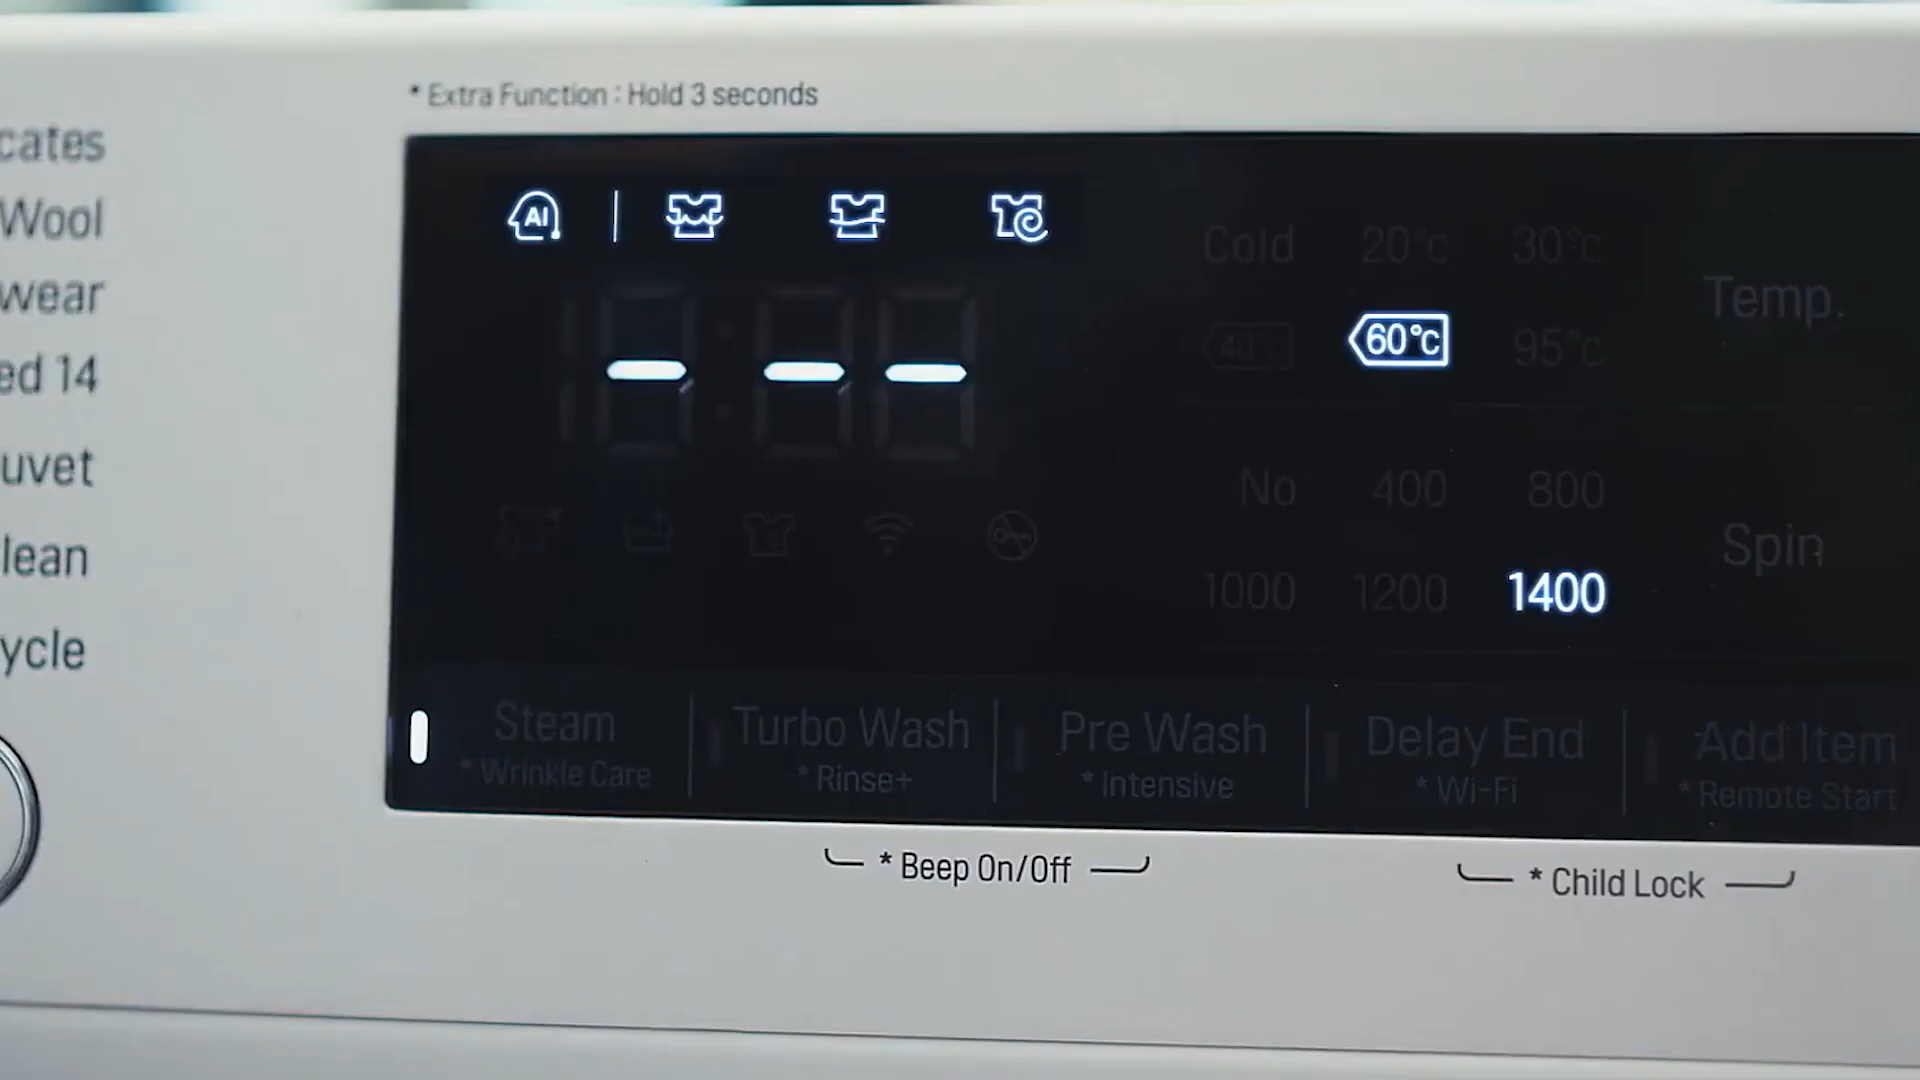 * Extra Function : Hold 3 seconds
cates
Wool
wear
ed 14
uvet
lean
ycle
AI
- : - -
Cold 20°c 30°c
40°c 60°c 95°c
Temp.
No 400 800
1000 1200 1400
Spin
Steam
* Wrinkle Care
Turbo Wash
* Rinse+
Pre Wash
* Intensive
Delay End
* Wi-Fi
Add Item
* Remote Start
* Beep On/Off
* Child Lock